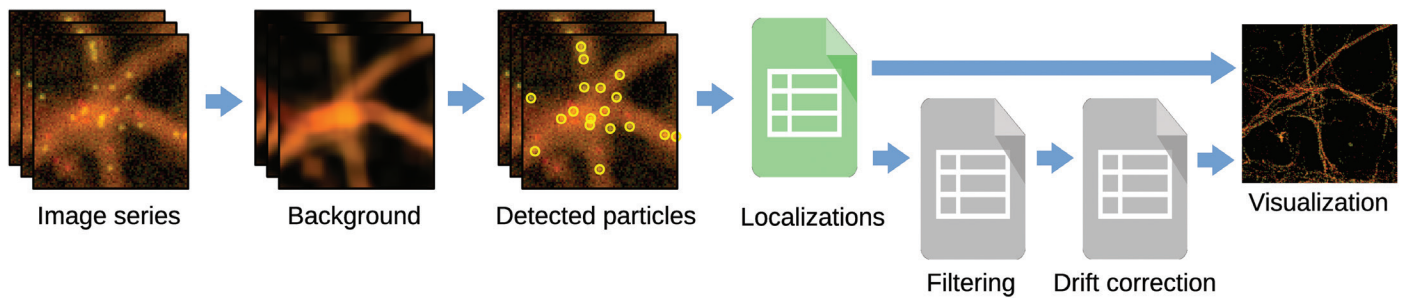 Image series
Background
Detected particles
Localizations
Filtering
Drift correction
Visualization